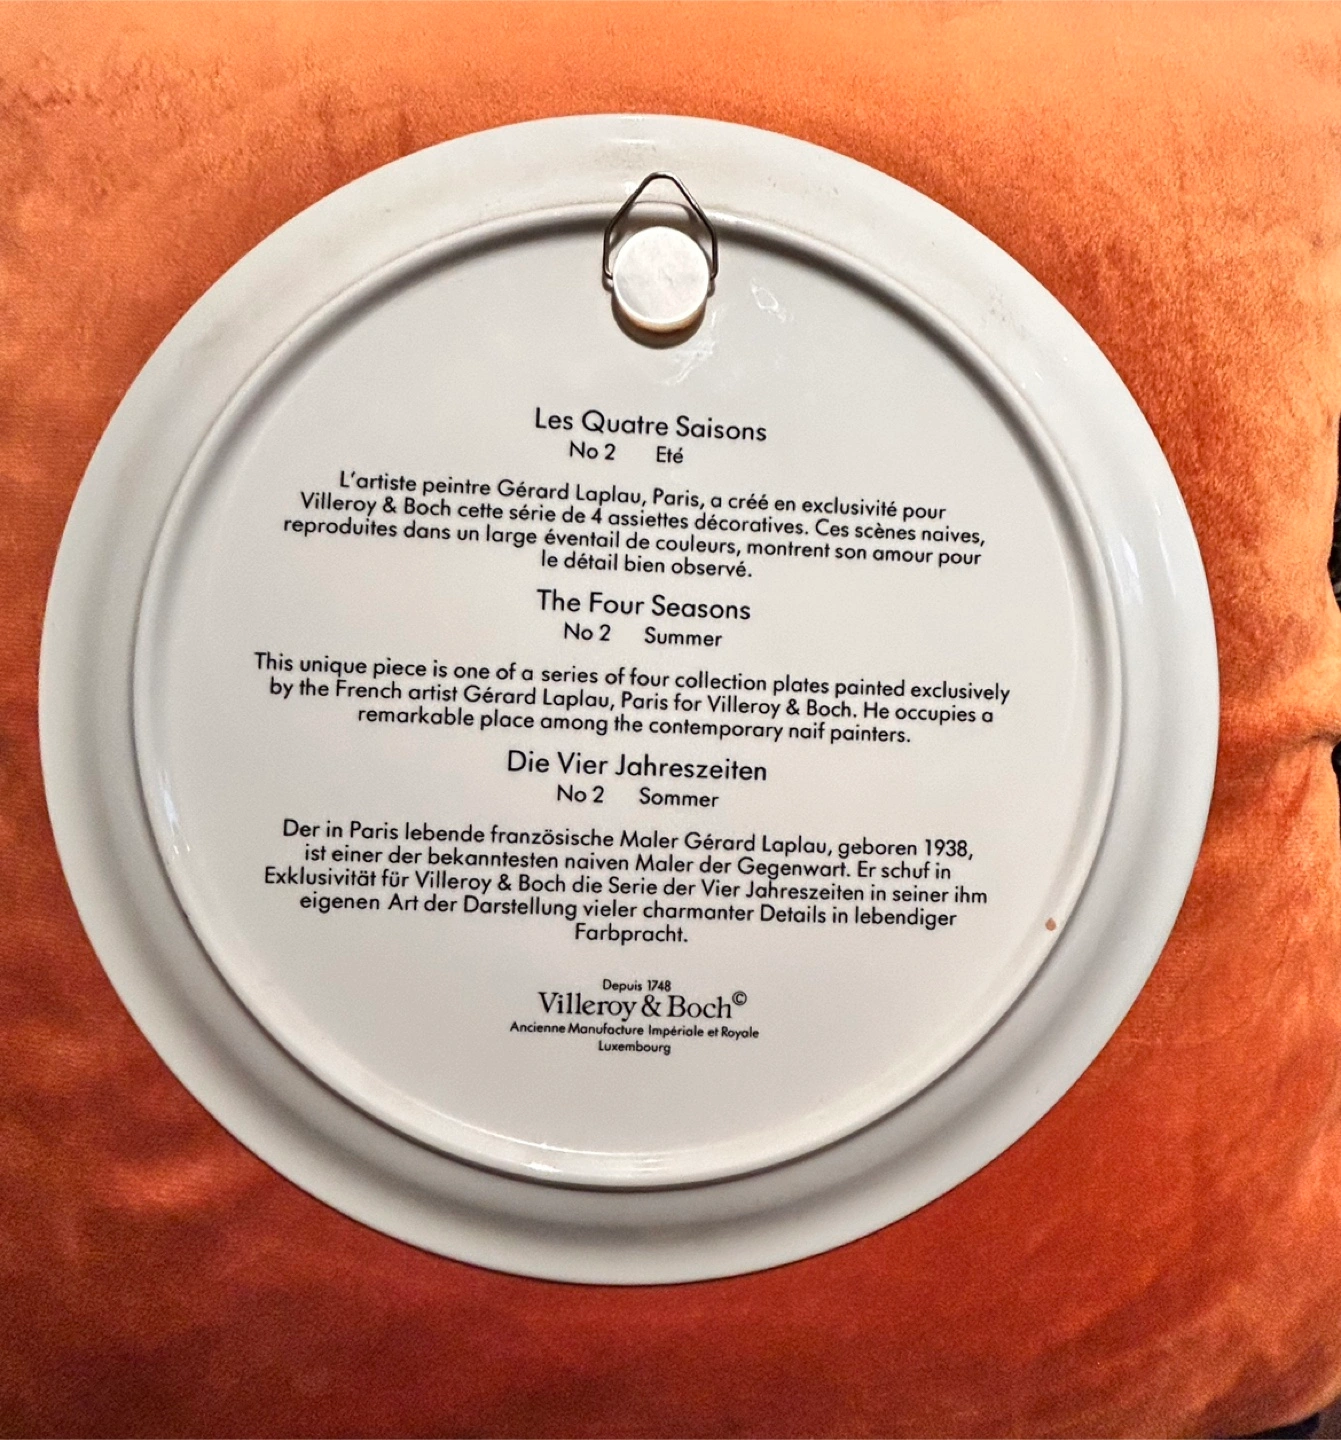 Les Quatre Saisons
No 2 Eté
L'artiste peintre Gérard Laplau, Paris, a créé en exclusivité pour
Villeroy & Boch cette série de 4 assiettes décoratives. Ces scènes naives,
reproduites dans un large éventail de couleurs, montrent son amour pour
le détail bien observé.
The Four Seasons
No 2 Summer
This unique piece is one of a series of four collection plates painted exclusively
by the French artist Gérard Laplau, Paris for Villeroy & Boch. He occupies a
remarkable place among the contemporary naif painters.
Die Vier Jahreszeiten
No 2 Sommer
Der in Paris lebende französische Maler Gérard Laplau, geboren 1938,
ist einer der bekanntesten naiven Maler der Gegenwart. Er schuf in
Exklusivität für Villeroy & Boch die Serie der Vier Jahreszeiten in seiner ihm
eigenen Art der Darstellung vieler charmanter Details in lebendiger
Farbpracht.
Depuis 1748
Villeroy & Boch©
Ancienne Manufacture Impériale et Royale
Luxembourg